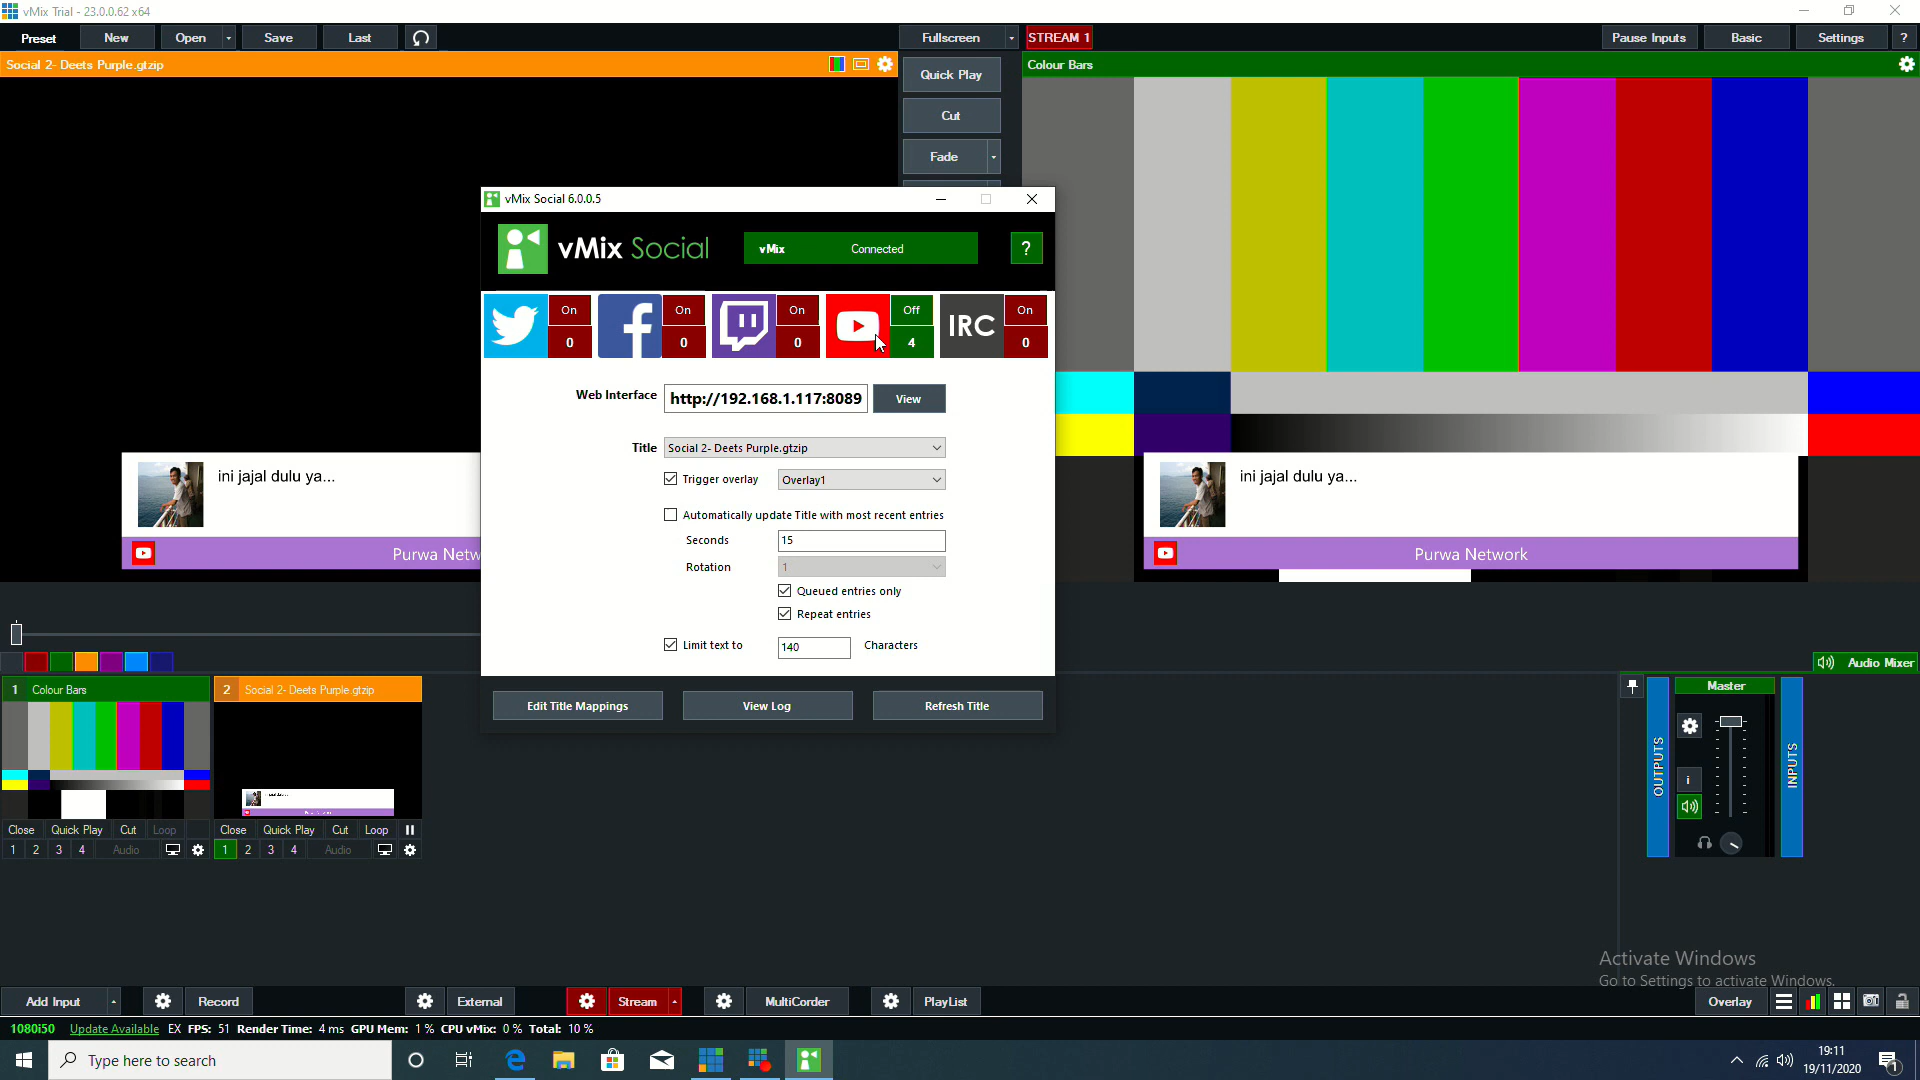 vMix Trial - 23.0.0.62 x64
Preset New Open Save Last Fullscreen STREAM 1 Pause Inputs Basic Settings ?
Social 2- Deets Purple.gtzip
Quick Play
Colour Bars
Cut
Fade
vMix Social 6.0.0.5
vMix Social
vMix Connected
?
On On On Off IRC On
0 0 0 4 0
Web Interface http://192.168.1.117:8089 View
Title Social 2- Deets Purple.gtzip
Trigger overlay Overlay1
Automatically update Title with most recent entries
Seconds 15
Rotation 1
Queued entries only
Repeat entries
Limit text to 140 Characters
Edit Title Mappings View Log Refresh Title
ini jajal dulu ya...
Purwa Netw
ini jajal dulu ya...
Purwa Network
Audio Mixer
1 Colour Bars
2 Social 2- Deets Purple.gtzip
Master
OUTPUTS
INPUTS
i
Close Quick Play Cut Loop
Close Quick Play Cut Loop
1 2 3 4 Audio
1 2 3 4 Audio
Activate Windows
Go to Settings to activate Windows.
Add Input Record External Stream MultiCorder PlayList Overlay
1080i50 Update Available EX FPS: 51 Render Time: 4 ms GPU Mem: 1 % CPU vMix: 0 % Total: 10 %
Type here to search
19:11
19/11/2020
1